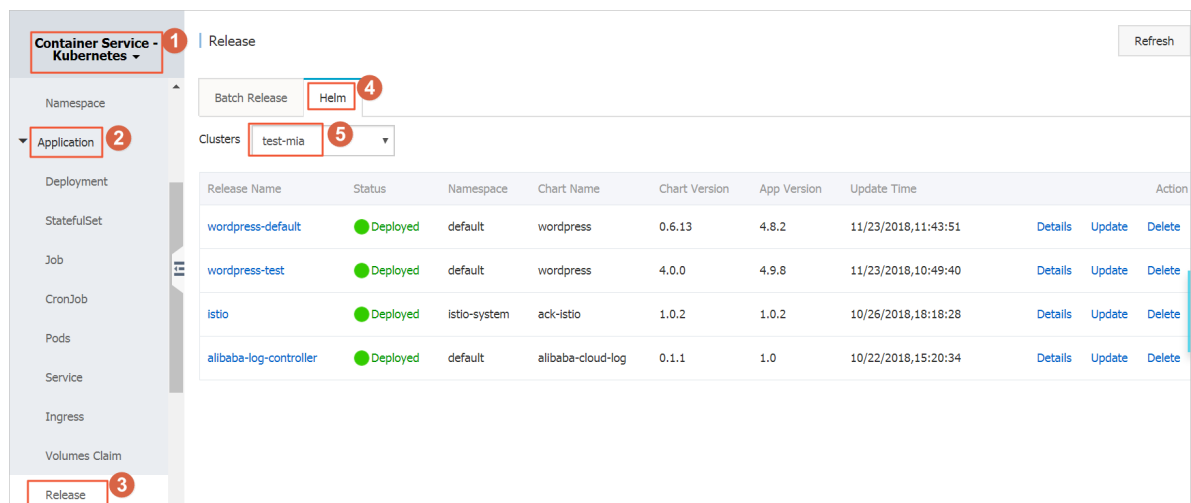 Container Service -
Kubernetes
1
Release
Refresh
Namespace
Batch Release
Helm
4
Application
2
Clusters
test-mia
5
Deployment
StatefulSet
Job
CronJob
Pods
Service
Ingress
Volumes Claim
Release
3
Release Name Status Namespace Chart Name Chart Version App Version Update Time Action
wordpress-default Deployed default wordpress 0.6.13 4.8.2 11/23/2018,11:43:51 Details Update Delete
wordpress-test Deployed default wordpress 4.0.0 4.9.8 11/23/2018,10:49:40 Details Update Delete
istio Deployed istio-system ack-istio 1.0.2 1.0.2 10/26/2018,18:18:28 Details Update Delete
alibaba-log-controller Deployed default alibaba-cloud-log 0.1.1 1.0 10/22/2018,15:20:34 Details Update Delete